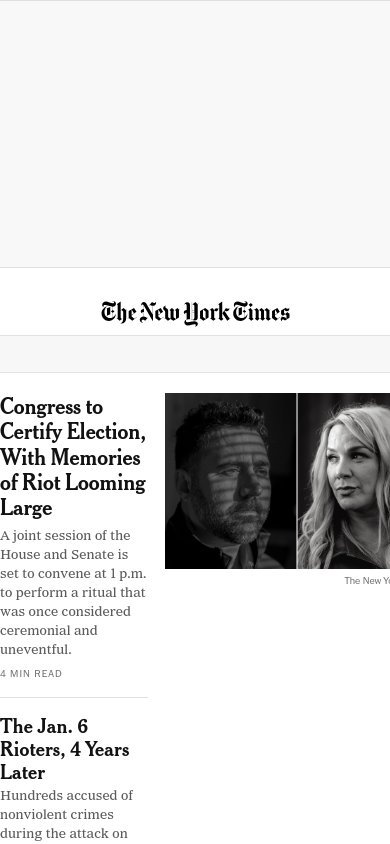 The New York Times
Congress to
Certify Election,
With Memories
of Riot Looming
Large
A joint session of the
House and Senate is
set to convene at 1 p.m.
to perform a ritual that
was once considered
ceremonial and
uneventful.
4 MIN READ
The New Yo
The Jan. 6
Rioters, 4 Years
Later
Hundreds accused of
nonviolent crimes
during the attack on